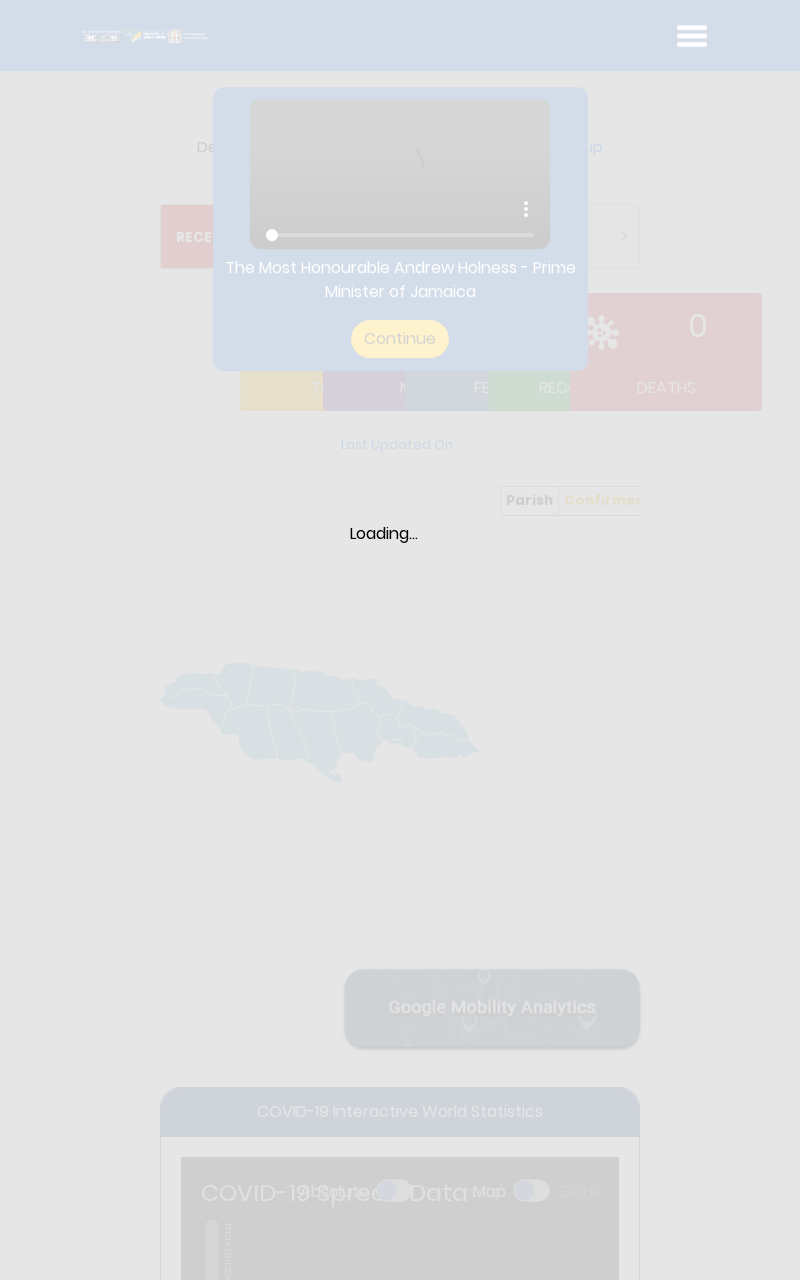 De
up
The Most Honourable Andrew Holness - Prime
Minister of Jamaica
Continue
RECE
0
T
M
FE
RECO
DEATHS
Last Updated On :
Parish
Confirmed
Loading...
Google Mobility Analytics
COVID-19 Interactive World Statistics
COVID-19 Spread Data
Absolute
Map
Globe